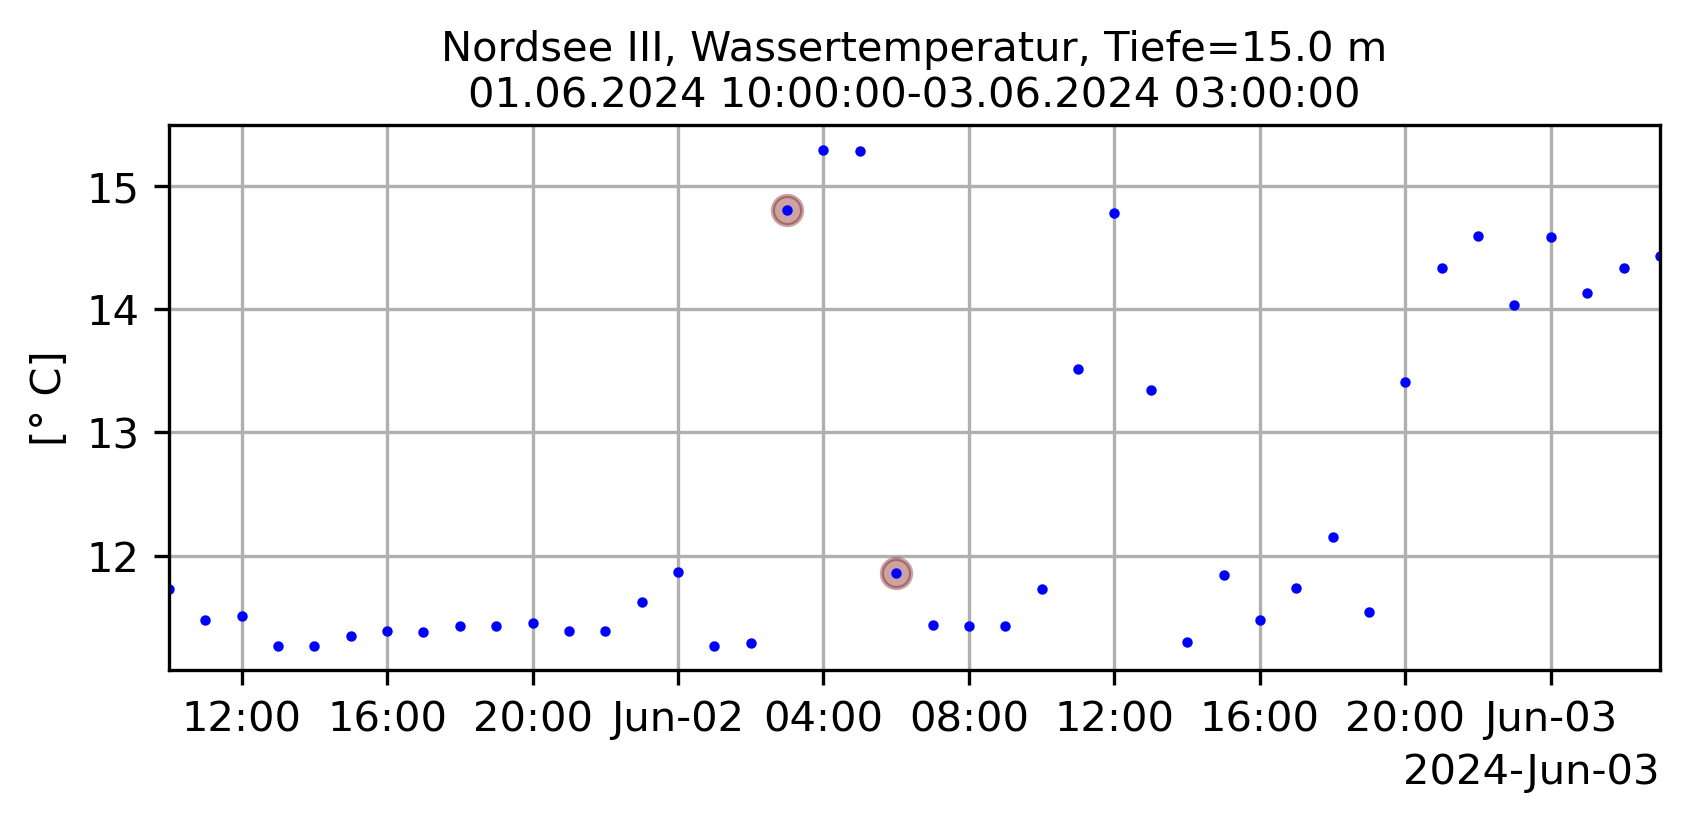 Nordsee III, Wassertemperatur, Tiefe=15.0 m
01.06.2024 10:00:00-03.06.2024 03:00:00
[° C]
15
14
13
12
12:00 16:00 20:00 Jun-02 04:00 08:00 12:00 16:00 20:00 Jun-03
2024-Jun-03